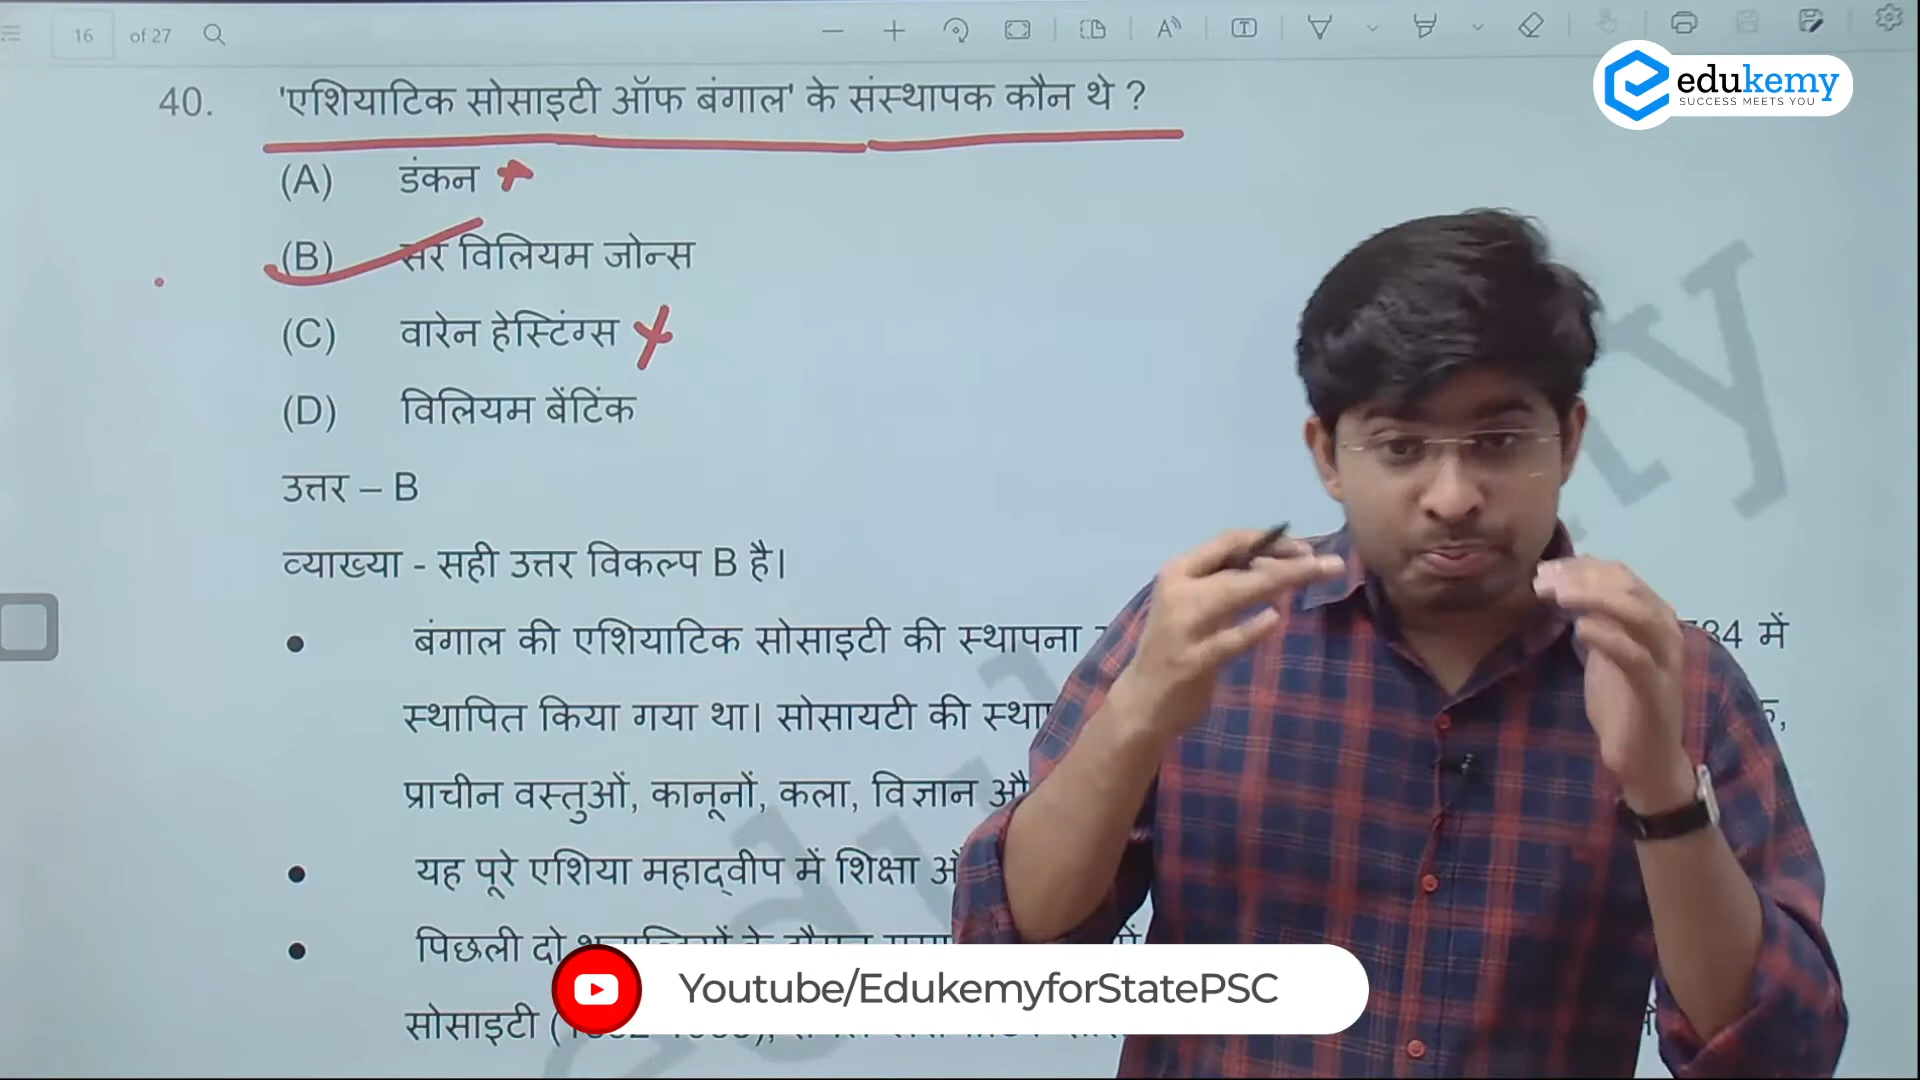 16 of 27
edukemy
SUCCESS MEETS YOU
40. 'एशियाटिक सोसाइटी ऑफ बंगाल' के संस्थापक कौन थे ?
(A) डंकन
(B) सर विलियम जोन्स
(C) वारेन हेस्टिंग्स
(D) विलियम बेंटिंक
उत्तर – B
व्याख्या - सही उत्तर विकल्प B है।
● बंगाल की एशियाटिक सोसाइटी की स्थापना में
स्थापित किया गया था। सोसायटी की
प्राचीन वस्तुओं, कानूनों, कला, विज्ञान
● यह पूरे एशिया महाद्वीप में शिक्षा
● पिछली दो
सोसाइटी
Youtube/EdukemyforStatePSC